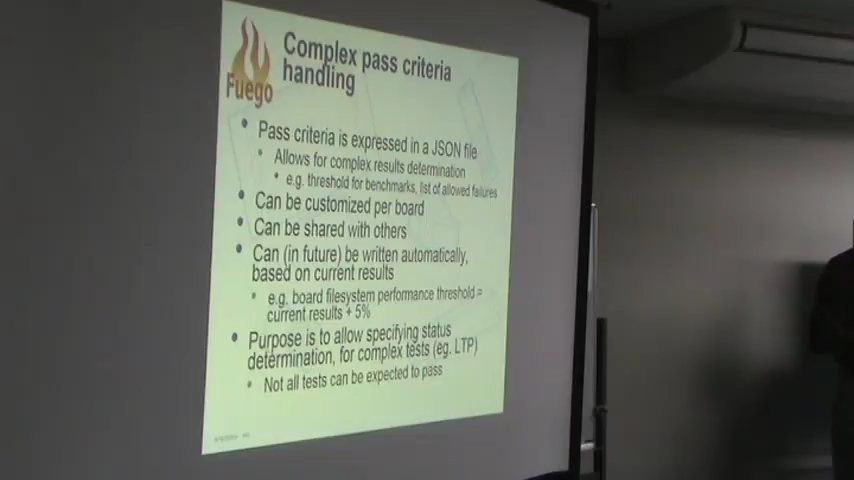 Complex pass criteria
handling
Fuego
Pass criteria is expressed in a JSON file
Allows for complex results determination
e.g. threshold for benchmarks, list of allowed failures
Can be customized per board
Can be shared with others
Can (in future) be written automatically,
based on current results
e.g. board filesystem performance threshold =
current results + 5%
Purpose is to allow specifying status
determination, for complex tests (eg. LTP)
Not all tests can be expected to pass